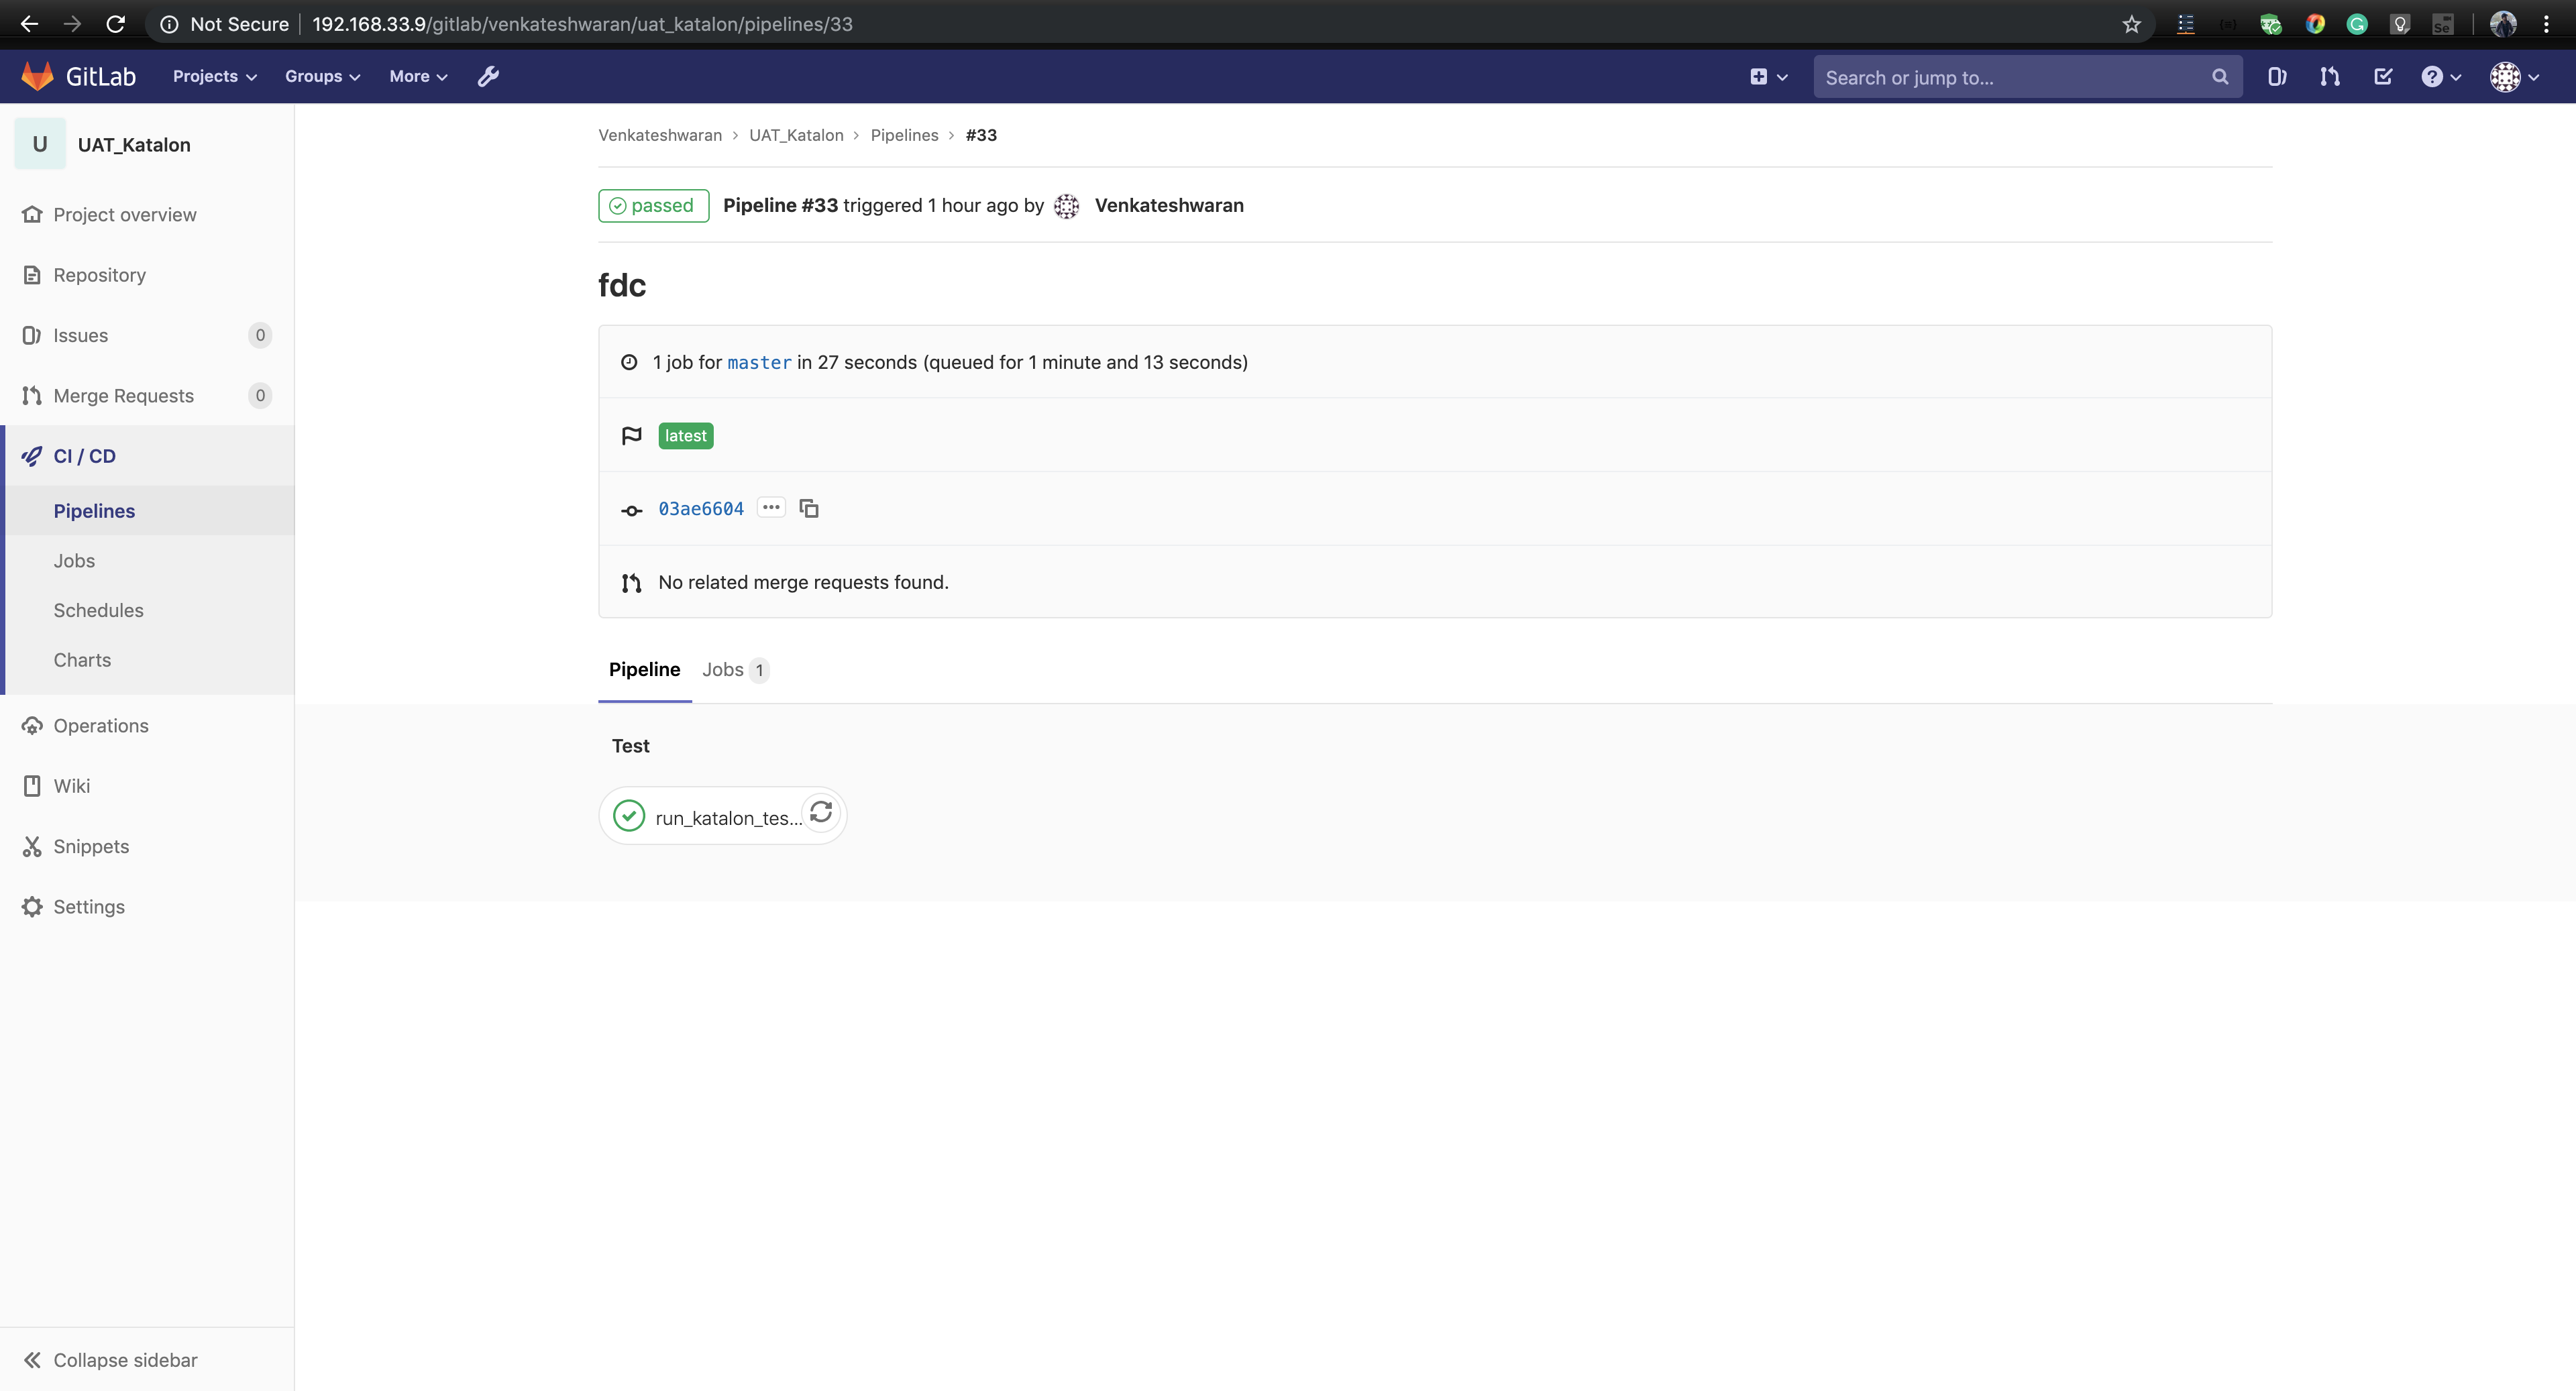 Not Secure 192.168.33.9/gitlab/venkateshwaran/uat_katalon/pipelines/33
GitLab Projects Groups More Search or jump to...
U UAT_Katalon
Project overview
Repository
Issues 0
Merge Requests 0
CI / CD
Pipelines
Jobs
Schedules
Charts
Operations
Wiki
Snippets
Settings
Collapse sidebar
Venkateshwaran > UAT_Katalon > Pipelines > #33
passed Pipeline #33 triggered 1 hour ago by Venkateshwaran
fdc
1 job for master in 27 seconds (queued for 1 minute and 13 seconds)
latest
03ae6604 ...
No related merge requests found.
Pipeline Jobs 1
Test
run_katalon_tes...